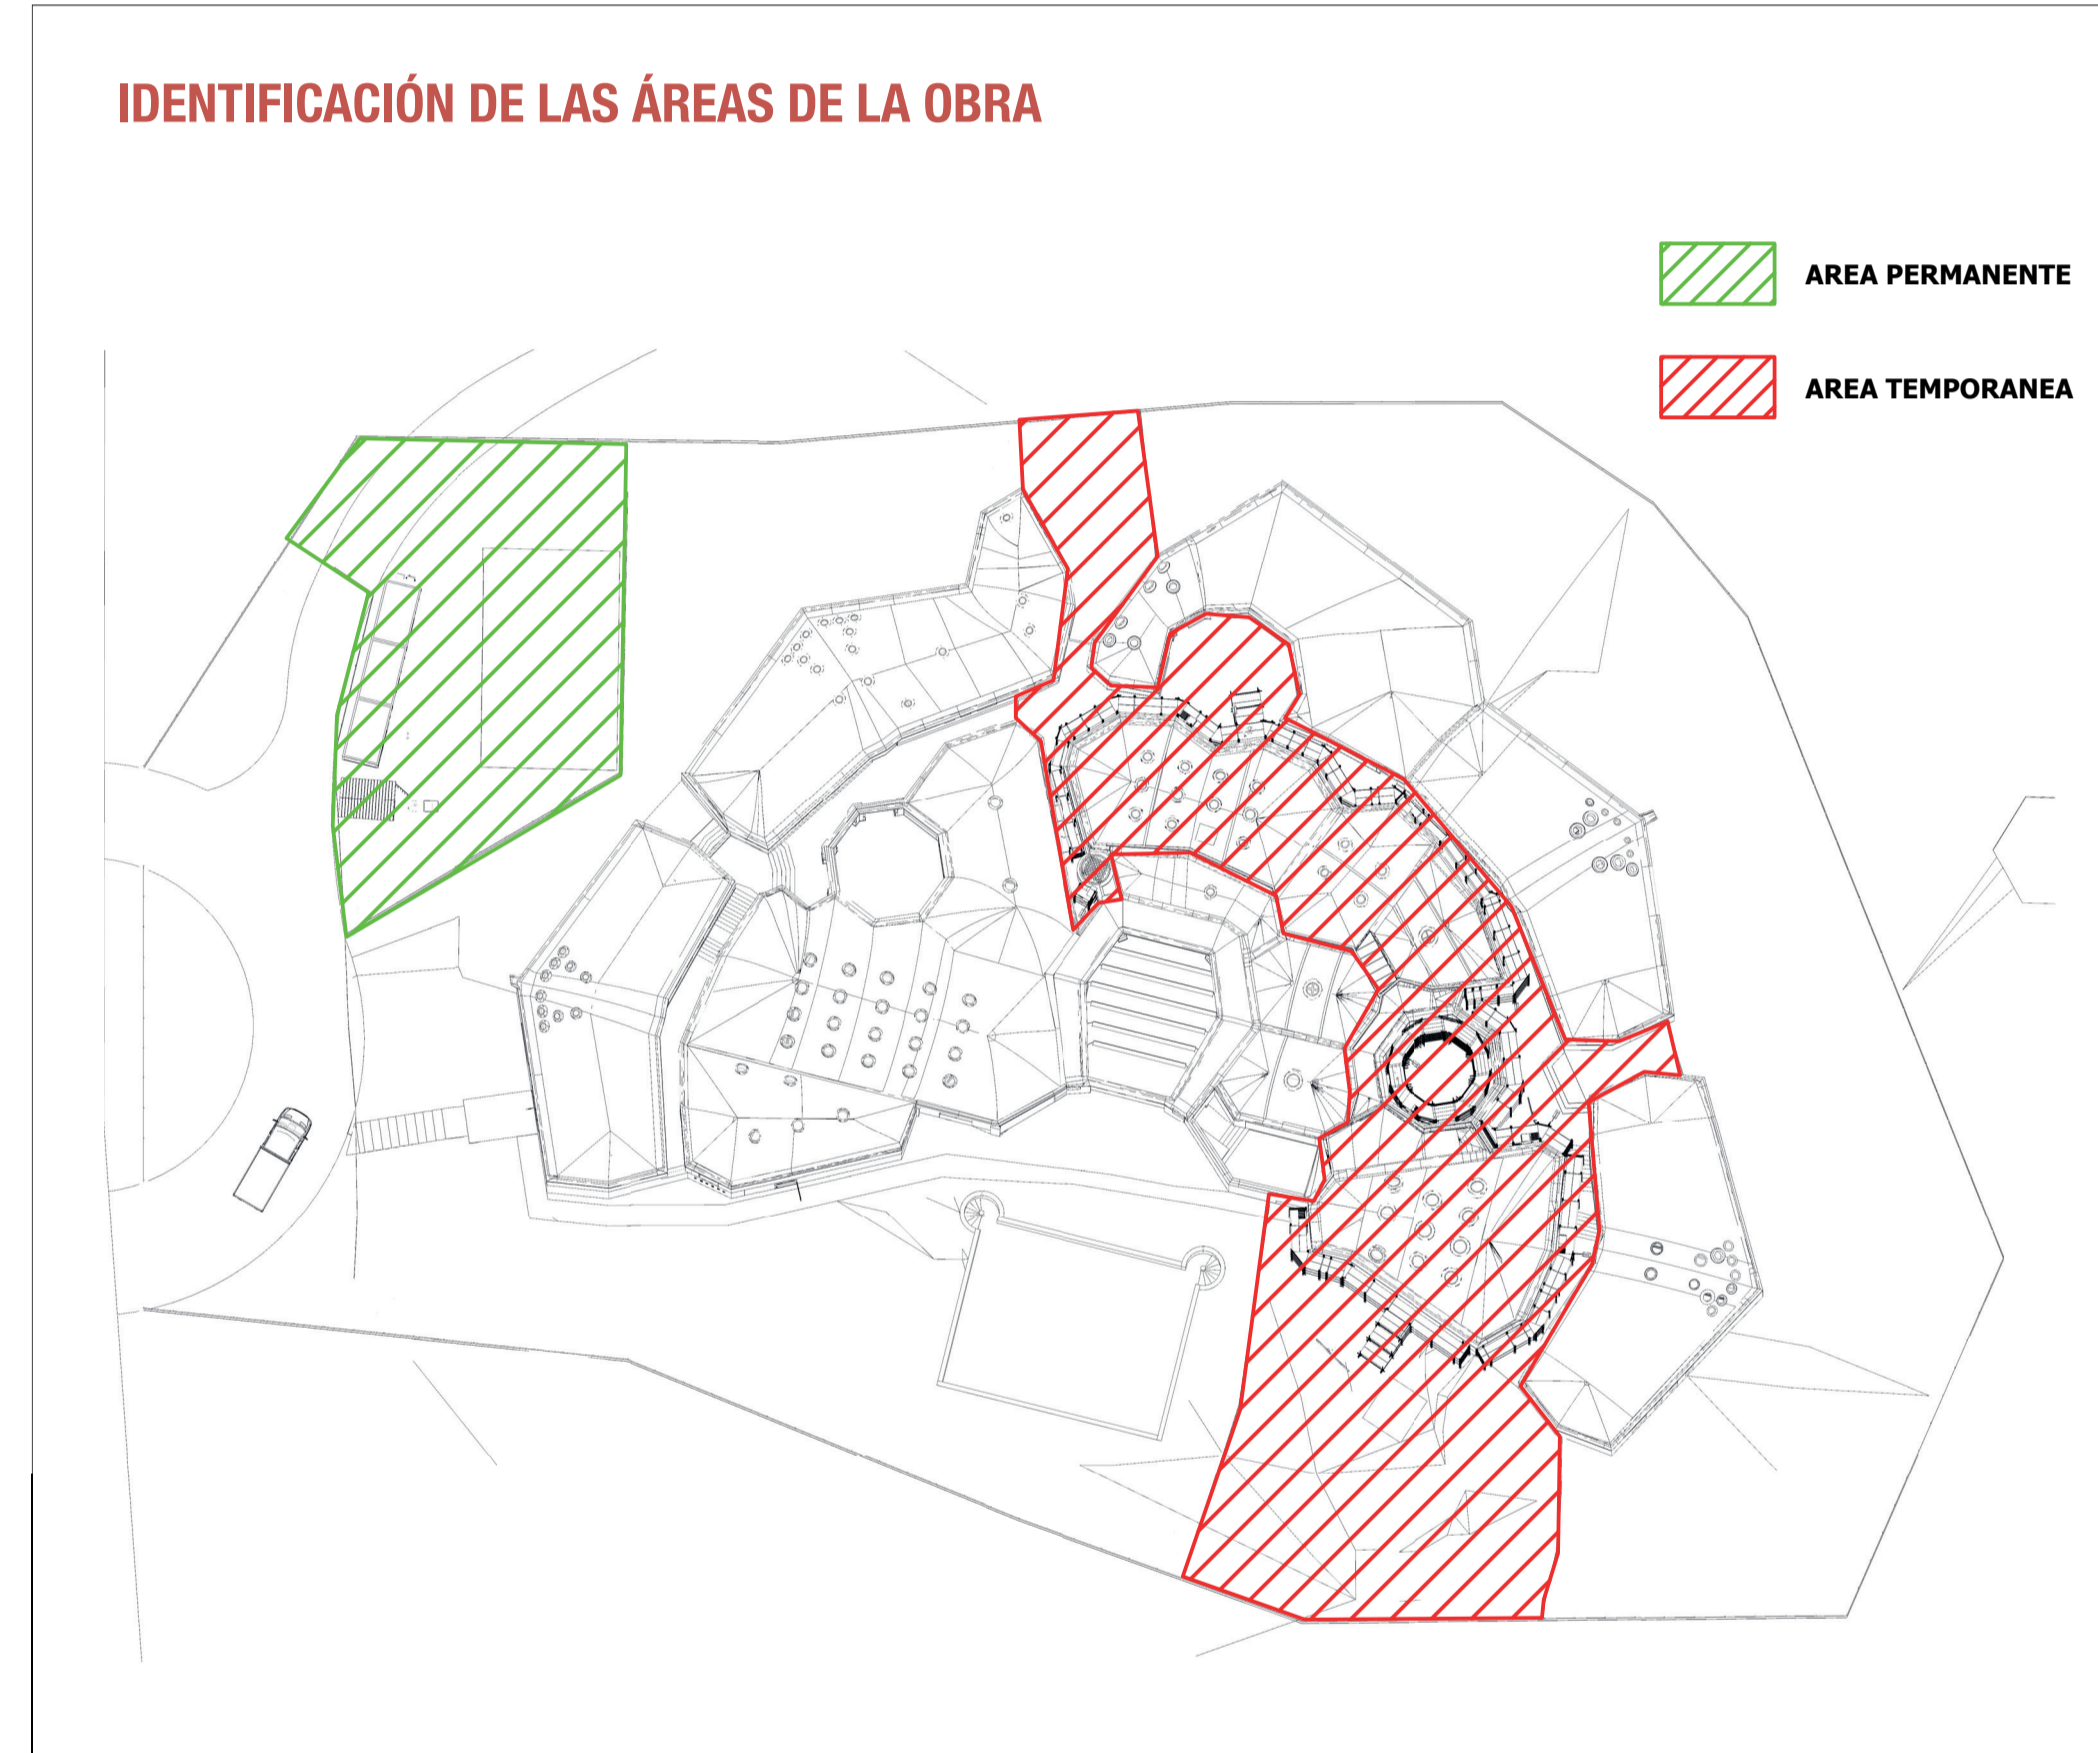 IDENTIFICACIÓN DE LAS ÁREAS DE LA OBRA
AREA PERMANENTE
AREA TEMPORANEA